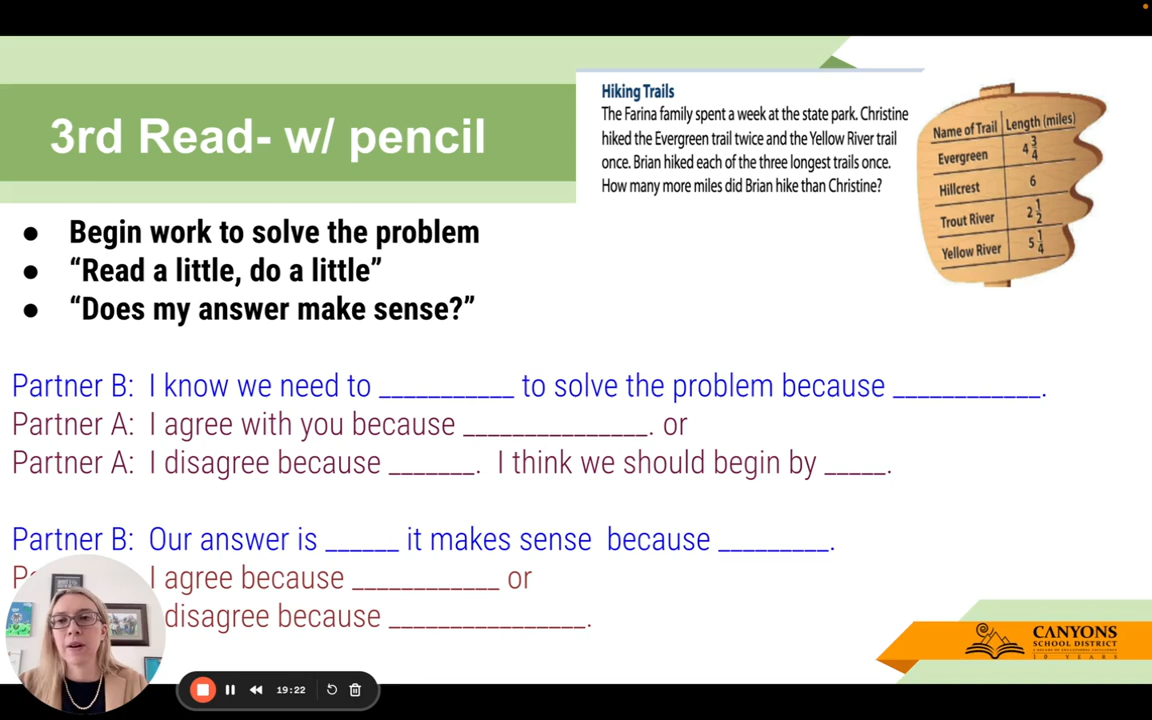 3rd Read- w/ pencil
Hiking Trails
The Farina family spent a week at the state park. Christine
hiked the Evergreen trail twice and the Yellow River trail
once. Brian hiked each of the three longest trails once.
How many more miles did Brian hike than Christine?
Name of Trail Length (miles)
Evergreen 4 3/4
Hillcrest 6
Trout River 2 1/2
Yellow River 5 1/4
● Begin work to solve the problem
● “Read a little, do a little”
● “Does my answer make sense?”
Partner B: I know we need to ___________ to solve the problem because ____________.
Partner A: I agree with you because _______________. or
Partner A: I disagree because _______. I think we should begin by _____.
Partner B: Our answer is ______ it makes sense because _________.
I agree because ____________ or
disagree because ________________.
CANYONS
SCHOOL DISTRICT
10 YEARS
19:22